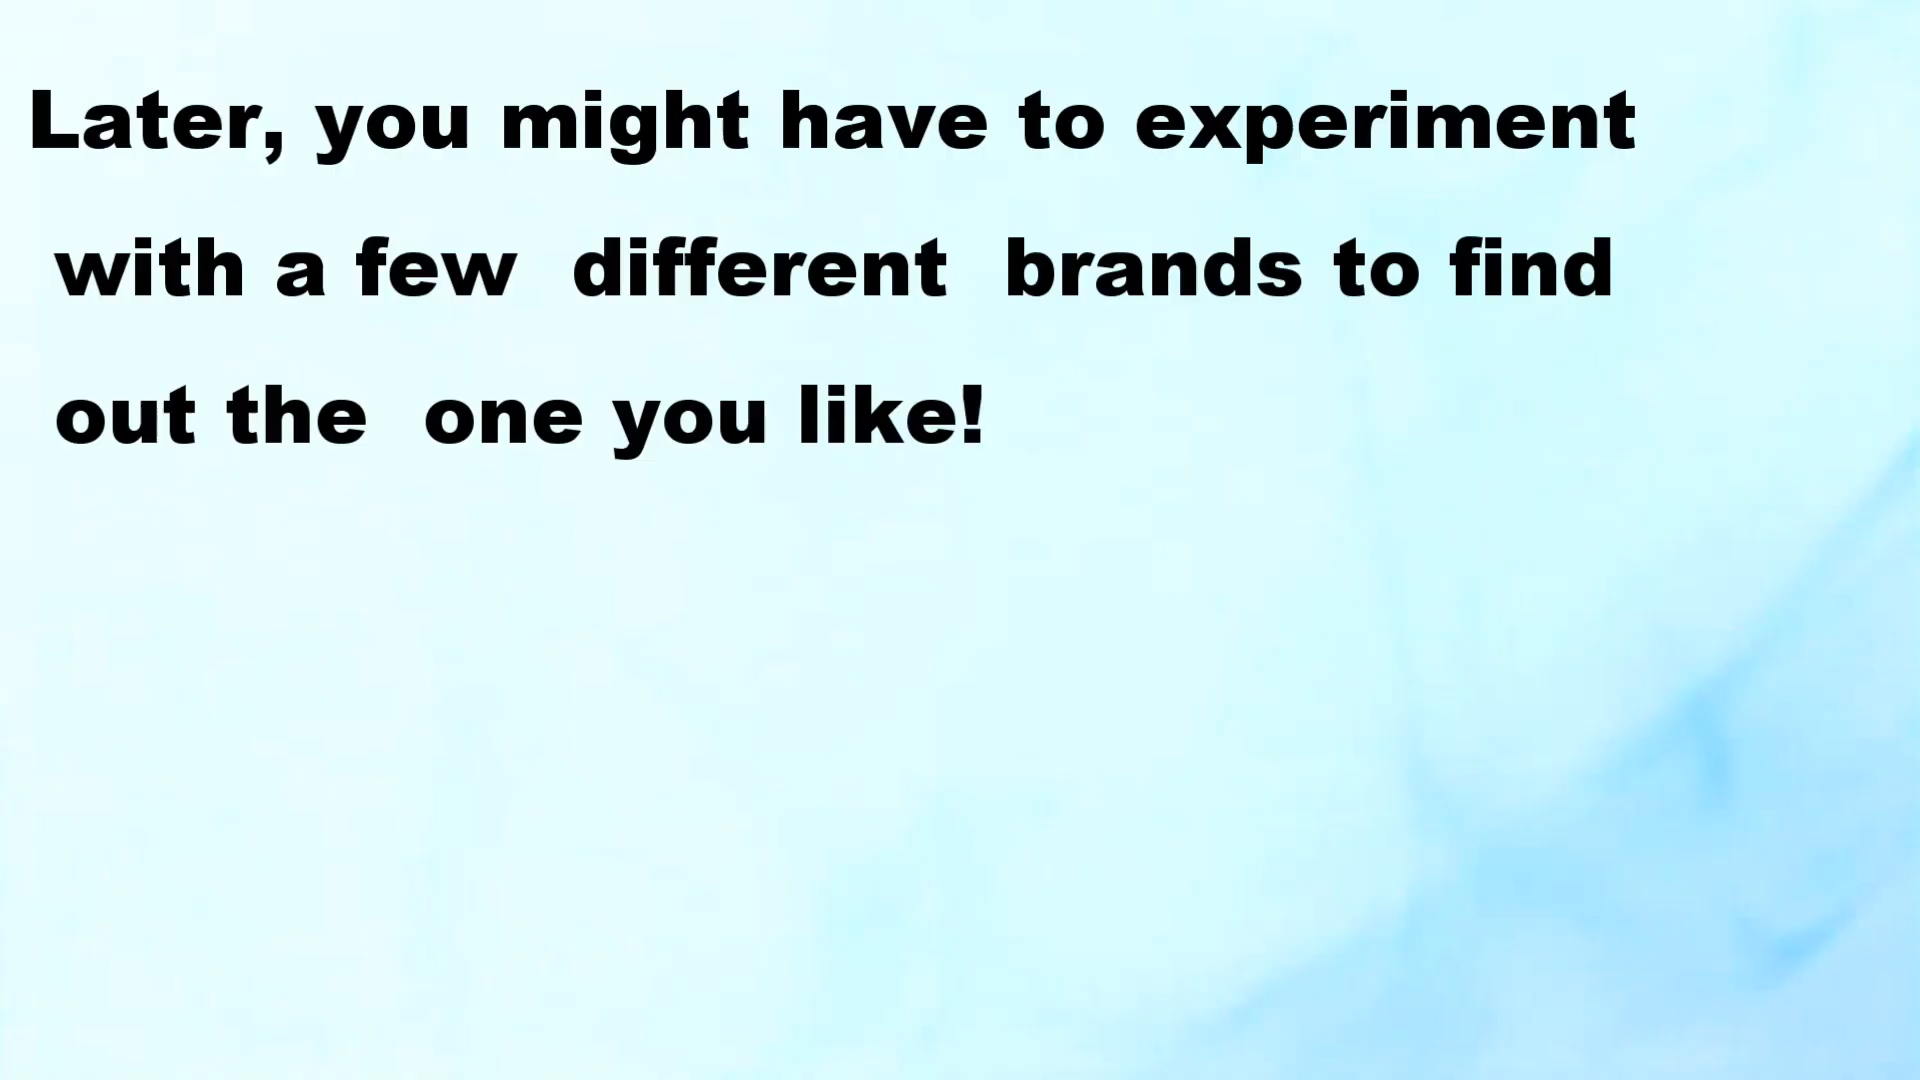 Later, you might have to experiment
with a few different brands to find
out the one you like!